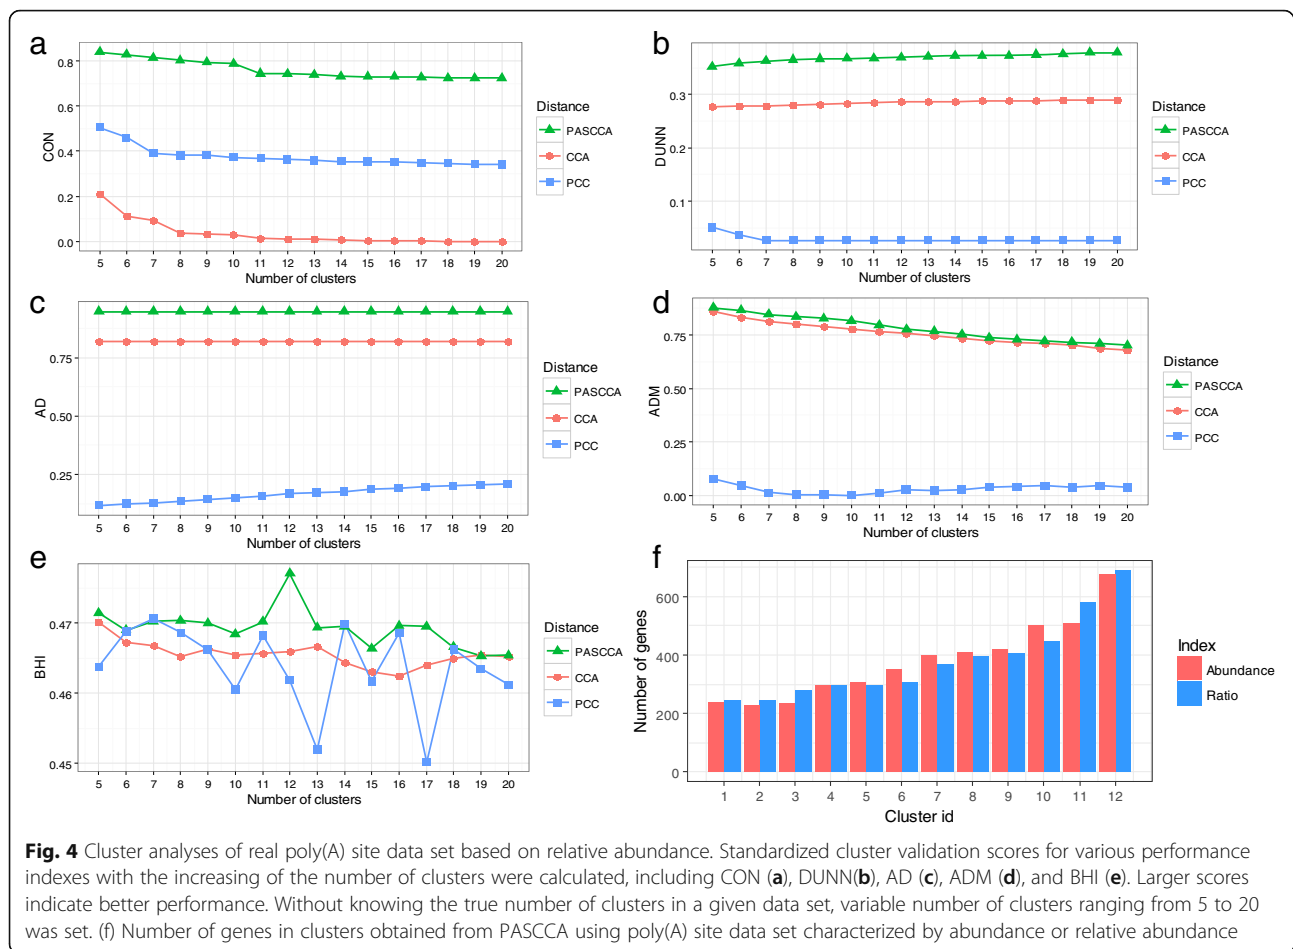 a
0.8
0.6
0.4
0.2
0.0
CON
5 6 7 8 9 10 11 12 13 14 15 16 17 18 19 20
Number of clusters
Distance
PASCCA
CCA
PCC
b
0.3
0.2
0.1
DUNN
5 6 7 8 9 10 11 12 13 14 15 16 17 18 19 20
Number of clusters
Distance
PASCCA
CCA
PCC
c
0.75
0.50
0.25
AD
5 6 7 8 9 10 11 12 13 14 15 16 17 18 19 20
Number of clusters
Distance
PASCCA
CCA
PCC
d
0.75
0.50
0.25
0.00
ADM
5 6 7 8 9 10 11 12 13 14 15 16 17 18 19 20
Number of clusters
Distance
PASCCA
CCA
PCC
e
0.47
0.46
0.45
BHI
5 6 7 8 9 10 11 12 13 14 15 16 17 18 19 20
Number of clusters
Distance
PASCCA
CCA
PCC
f
600
400
200
0
Number of genes
1 2 3 4 5 6 7 8 9 10 11 12
Cluster id
Index
Abundance
Ratio
Fig. 4 Cluster analyses of real poly(A) site data set based on relative abundance. Standardized cluster validation scores for various performance
indexes with the increasing of the number of clusters were calculated, including CON (a), DUNN(b), AD (c), ADM (d), and BHI (e). Larger scores
indicate better performance. Without knowing the true number of clusters in a given data set, variable number of clusters ranging from 5 to 20
was set. (f) Number of genes in clusters obtained from PASCCA using poly(A) site data set characterized by abundance or relative abundance